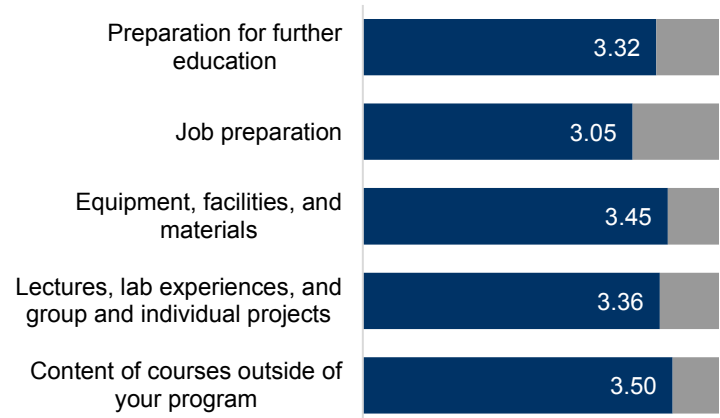 Preparation for further
education
3.32
Job preparation
3.05
Equipment, facilities, and
materials
3.45
Lectures, lab experiences, and
group and individual projects
3.36
Content of courses outside of
your program
3.50